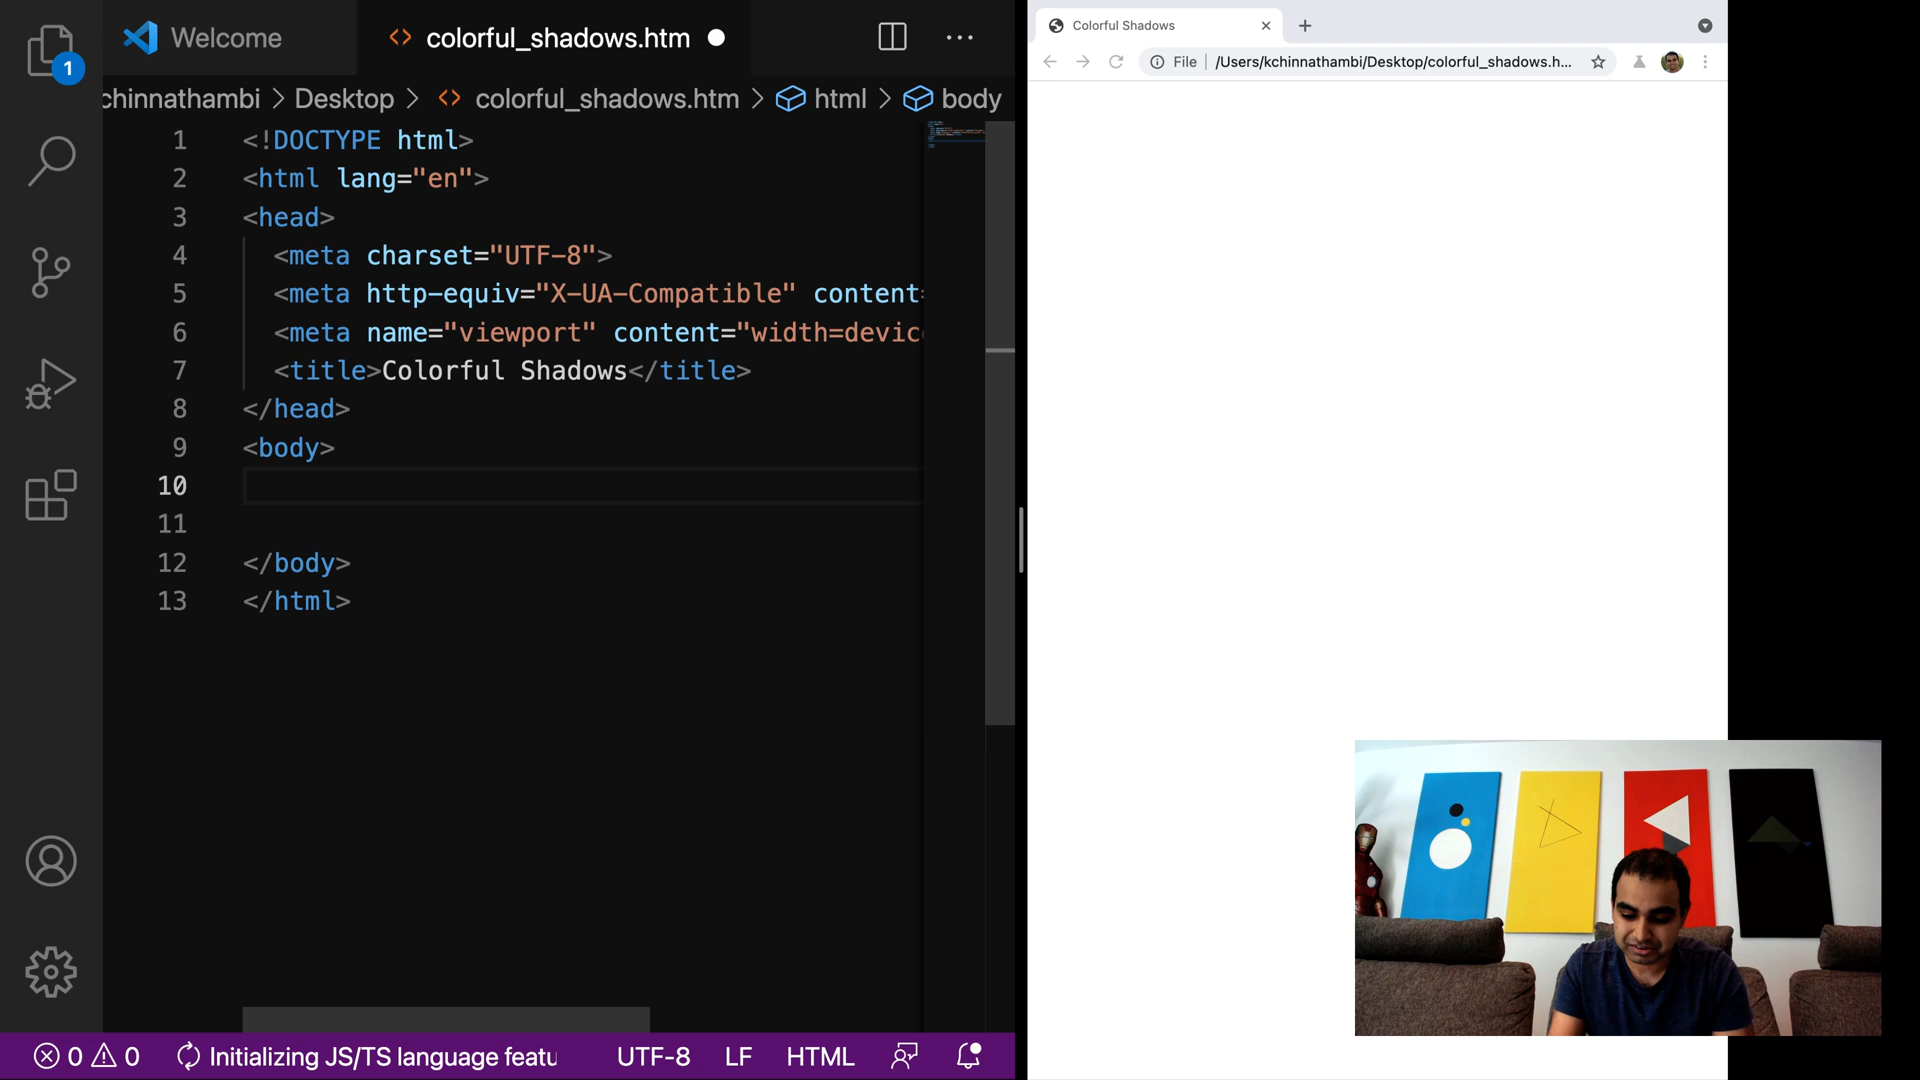 1
Welcome
colorful_shadows.htm
chinnathambi > Desktop > colorful_shadows.htm > html > body
1 <!DOCTYPE html>
2 <html lang="en">
3 <head>
4 <meta charset="UTF-8">
5 <meta http-equiv="X-UA-Compatible" content=
6 <meta name="viewport" content="width=devic
7 <title>Colorful Shadows</title>
8 </head>
9 <body>
10
11
12 </body>
13 </html>
0 0 Initializing JS/TS language featu UTF-8 LF HTML
Colorful Shadows
File /Users/kchinnathambi/Desktop/colorful_shadows.h...